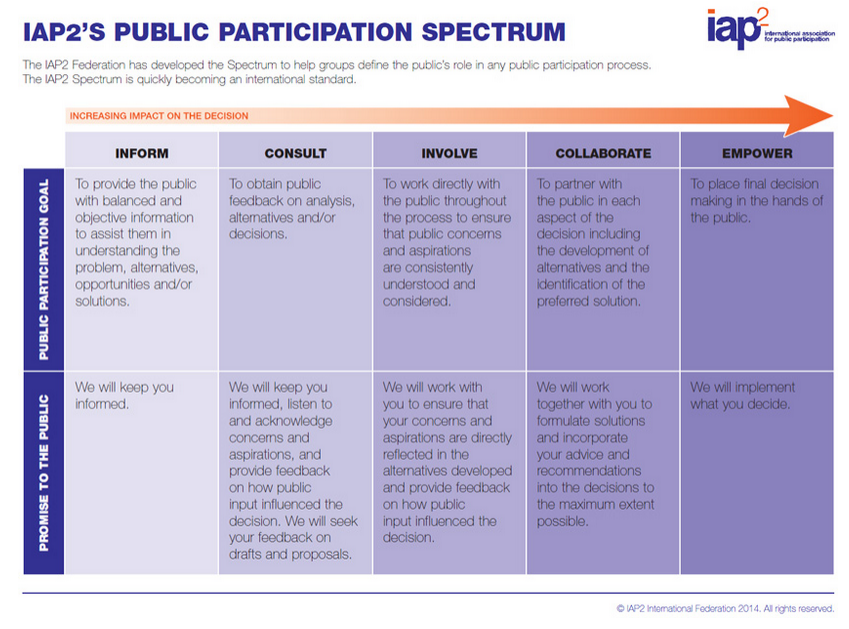 IAP2'S PUBLIC PARTICIPATION SPECTRUM
iap2
international association
for public participation
The IAP2 Federation has developed the Spectrum to help groups define the public's role in any public participation process.
The IAP2 Spectrum is quickly becoming an international standard.
INCREASING IMPACT ON THE DECISION
INFORM
CONSULT
INVOLVE
COLLABORATE
EMPOWER
PUBLIC PARTICIPATION GOAL
To provide the public
with balanced and
objective information
to assist them in
understanding the
problem, alternatives,
opportunities and/or
solutions.
To obtain public
feedback on analysis,
alternatives and/or
decisions.
To work directly with
the public throughout
the process to ensure
that public concerns
and aspirations
are consistently
understood and
considered.
To partner with
the public in each
aspect of the
decision including
the development of
alternatives and the
identification of the
preferred solution.
To place final decision
making in the hands of
the public.
PROMISE TO THE PUBLIC
We will keep you
informed.
We will keep you
informed, listen to
and acknowledge
concerns and
aspirations, and
provide feedback
on how public
input influenced the
decision. We will seek
your feedback on
drafts and proposals.
We will work with
you to ensure that
your concerns and
aspirations are directly
reflected in the
alternatives developed
and provide feedback
on how public
input influenced the
decision.
We will work
together with you to
formulate solutions
and incorporate
your advice and
recommendations
into the decisions to
the maximum extent
possible.
We will implement
what you decide.
© IAP2 International Federation 2014. All rights reserved.